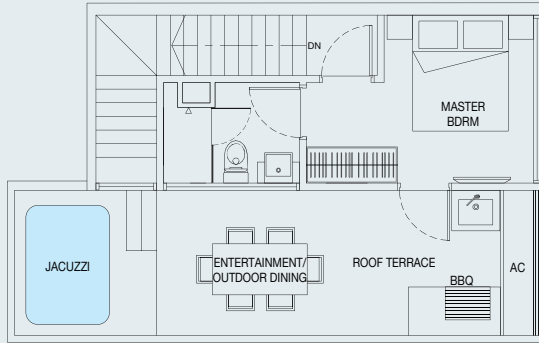 DN
MASTER
BDRM
JACUZZI
ENTERTAINMENT/
OUTDOOR DINING
ROOF TERRACE
BBQ
AC